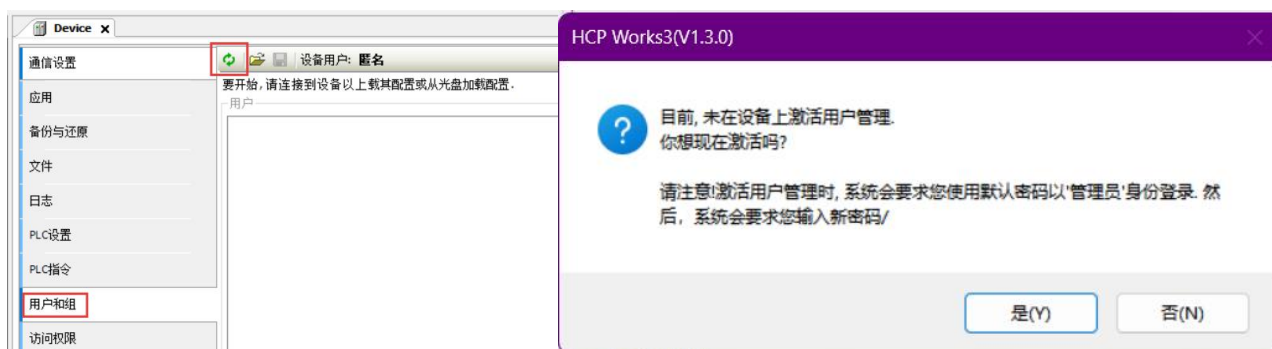 Device
通信设置
应用
备份与还原
文件
日志
PLC设置
PLC指令
用户和组
访问权限
设备用户: 匿名
要开始,请连接到设备以上载其配置或从光盘加载配置.
用户
HCP Works3(V1.3.0)
目前, 未在设备上激活用户管理.
你想现在激活吗?
请注意!激活用户管理时, 系统会要求您使用默认密码以'管理员'身份登录. 然
后，系统会要求您输入新密码/
是(Y)
否(N)